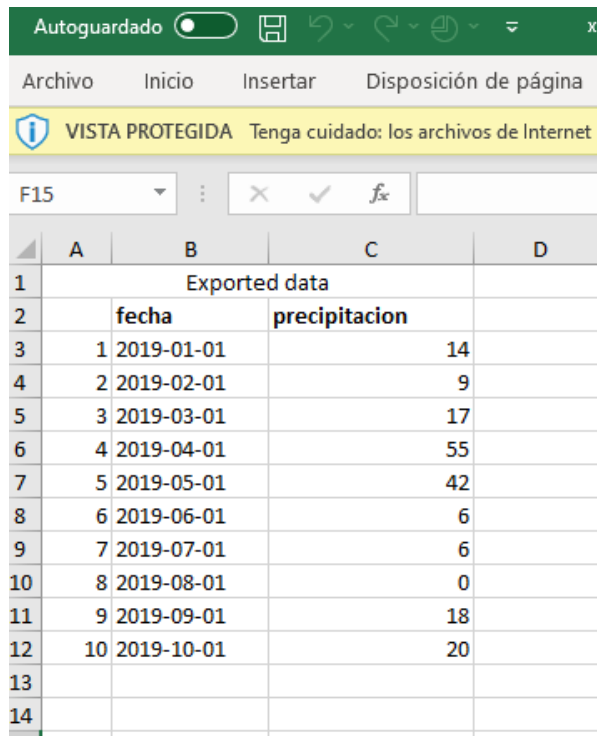 Autoguardado x
Archivo Inicio Insertar Disposición de página
VISTA PROTEGIDA Tenga cuidado: los archivos de Internet
F15 fx
A B C D
1 Exported data
2 fecha precipitacion
3 1 2019-01-01 14
4 2 2019-02-01 9
5 3 2019-03-01 17
6 4 2019-04-01 55
7 5 2019-05-01 42
8 6 2019-06-01 6
9 7 2019-07-01 6
10 8 2019-08-01 0
11 9 2019-09-01 18
12 10 2019-10-01 20
13
14